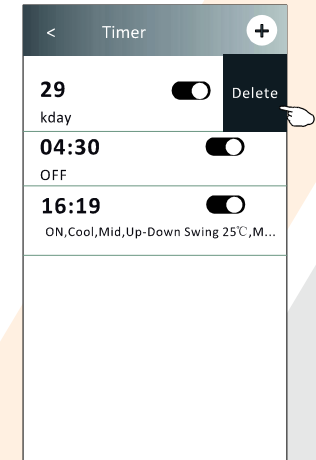 < Timer +
29
Delete
kday
04:30
OFF
16:19
ON,Cool,Mid,Up-Down Swing 25℃,M...